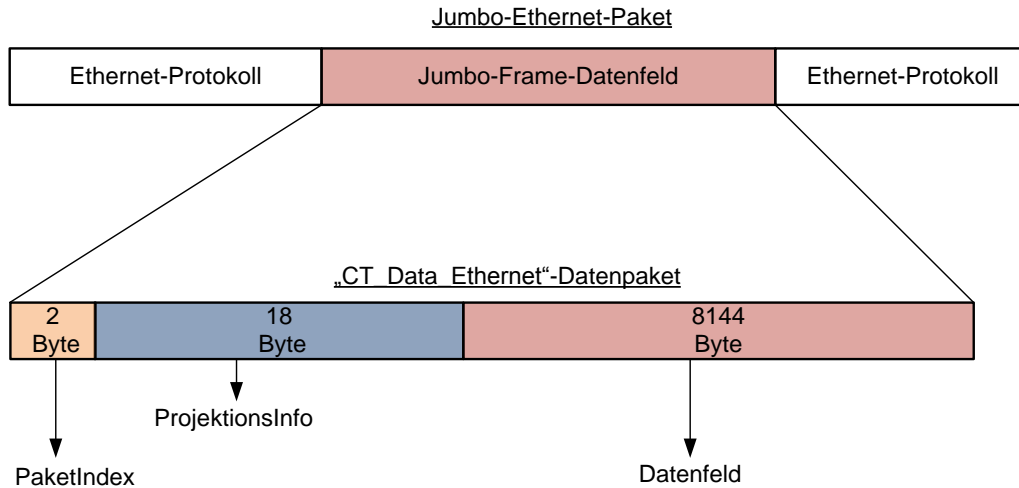 Jumbo-Ethernet-Paket
Ethernet-Protokoll
Jumbo-Frame-Datenfeld
Ethernet-Protokoll
„CT_Data_Ethernet“-Datenpaket
2
Byte
18
Byte
8144
Byte
ProjektionsInfo
PaketIndex
Datenfeld